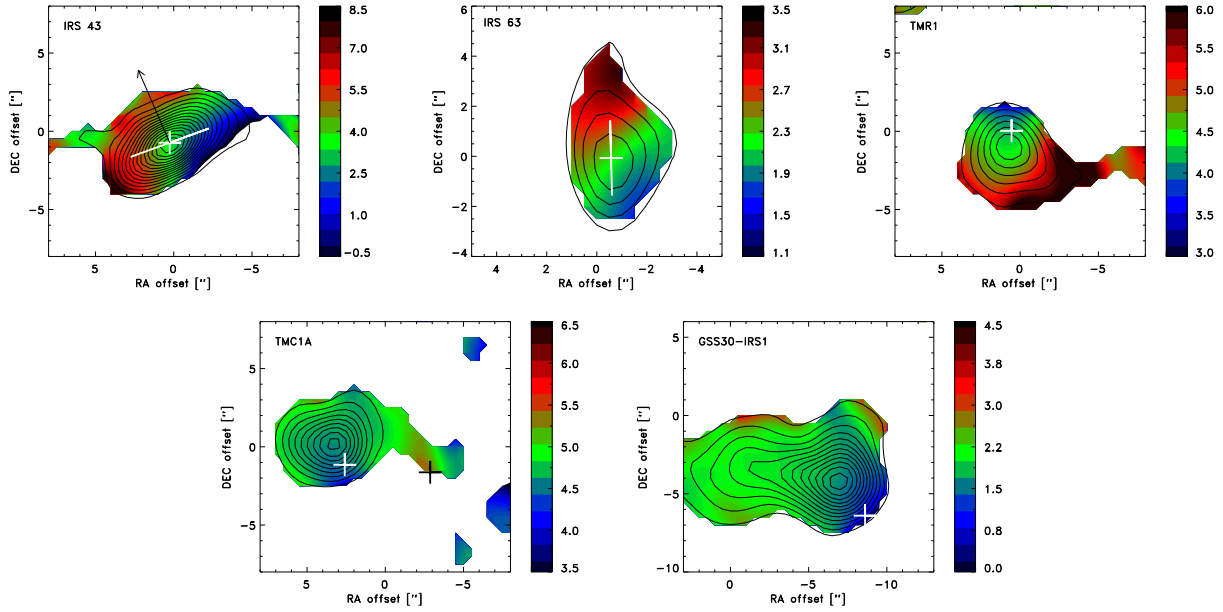 IRS 43
5
0
−5
DEC offset ["]
5 0 −5
RA offset ["]
8.5
7.0
5.5
4.0
2.5
1.0
−0.5
IRS 63
6
4
2
0
−2
−4
DEC offset ["]
4 2 0 −2 −4
RA offset ["]
3.5
3.1
2.7
2.3
1.9
1.5
1.1
TMR1
5
0
−5
DEC offset ["]
5 0 −5
RA offset ["]
6.0
5.5
5.0
4.5
4.0
3.5
3.0
TMC1A
5
0
−5
DEC offset ["]
5 0 −5
RA offset ["]
6.5
6.0
5.5
5.0
4.5
4.0
3.5
GSS30−IRS1
5
0
−5
−10
DEC offset ["]
0 −5 −10
RA offset ["]
4.5
3.8
3.0
2.2
1.5
0.8
0.0